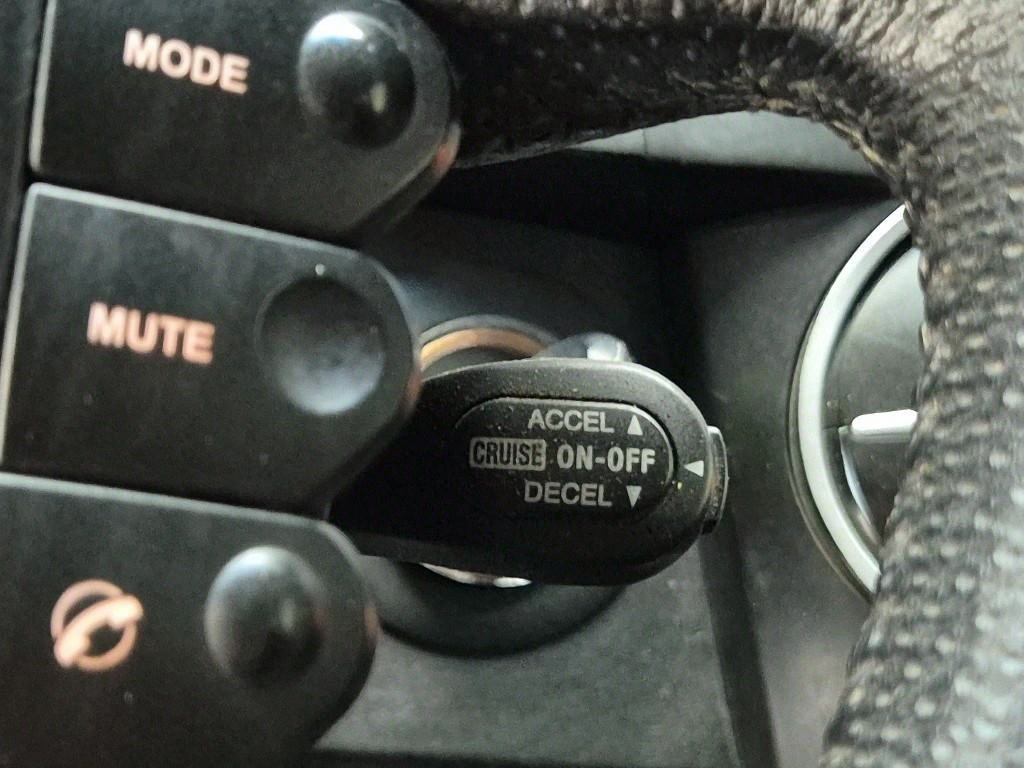 MODE
MUTE
ACCEL ▲
CRUISE ON-OFF ◄
DECEL ▼